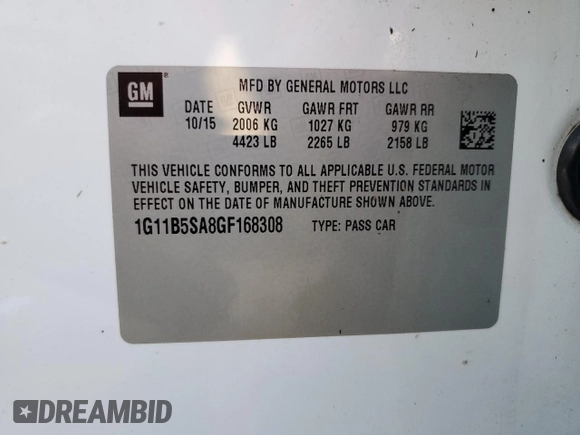 GM ®
MFD BY GENERAL MOTORS LLC
DATE GVWR GAWR FRT GAWR RR
10/15 2006 KG 1027 KG 979 KG
4423 LB 2265 LB 2158 LB
THIS VEHICLE CONFORMS TO ALL APPLICABLE U.S. FEDERAL MOTOR
VEHICLE SAFETY, BUMPER, AND THEFT PREVENTION STANDARDS IN
EFFECT ON THE DATE OF MANUFACTURE SHOWN ABOVE.
1G11B5SA8GF168308 TYPE: PASS CAR
DREAMBID